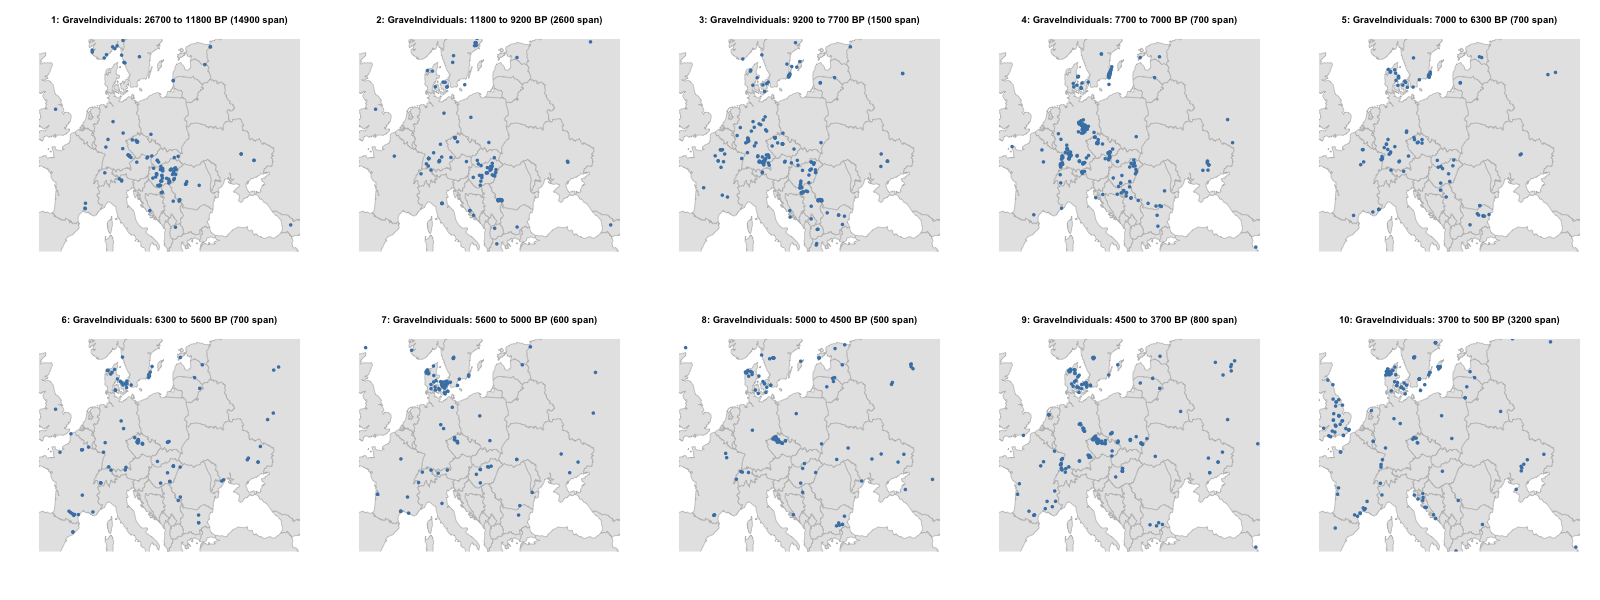 1: GraveIndividuals: 26700 to 11800 BP (14900 span)
2: GraveIndividuals: 11800 to 9200 BP (2600 span)
3: GraveIndividuals: 9200 to 7700 BP (1500 span)
4: GraveIndividuals: 7700 to 7000 BP (700 span)
5: GraveIndividuals: 7000 to 6300 BP (700 span)
6: GraveIndividuals: 6300 to 5600 BP (700 span)
7: GraveIndividuals: 5600 to 5000 BP (600 span)
8: GraveIndividuals: 5000 to 4500 BP (500 span)
9: GraveIndividuals: 4500 to 3700 BP (800 span)
10: GraveIndividuals: 3700 to 500 BP (3200 span)